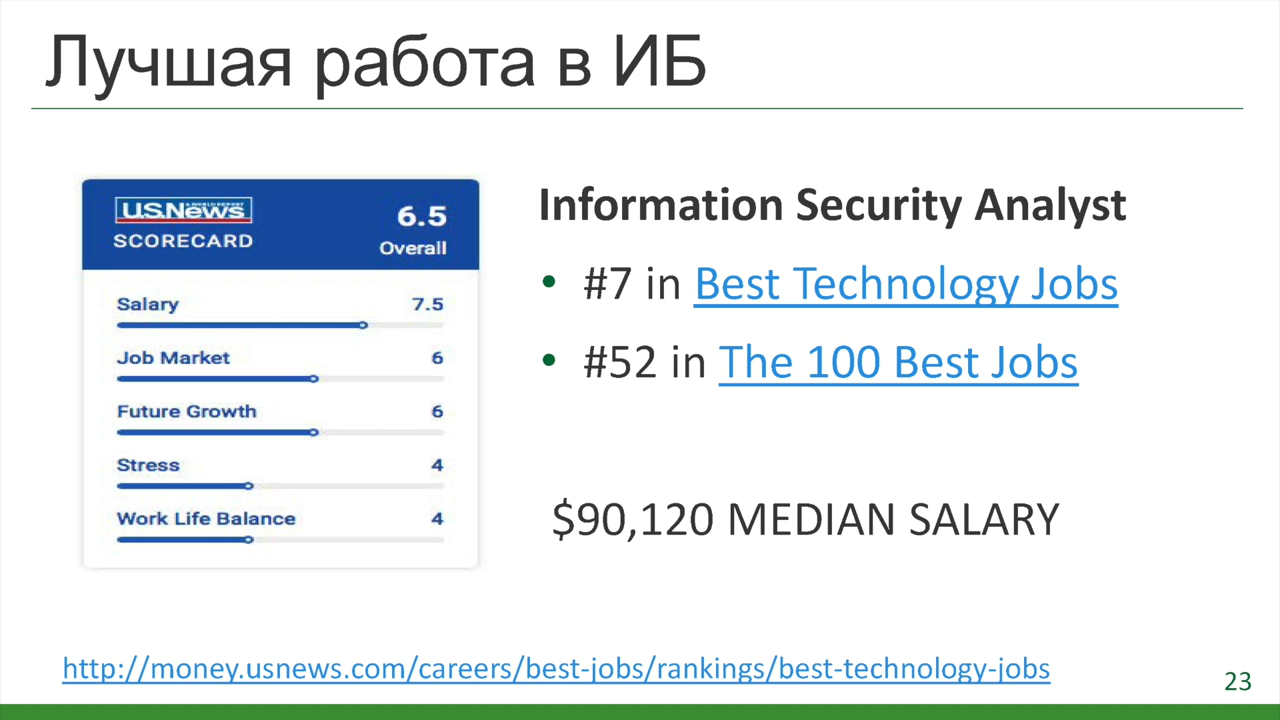 Лучшая работа в ИБ
U.S.News
SCORECARD
6.5
Overall
Salary 7.5
Job Market 6
Future Growth 6
Stress 4
Work Life Balance 4
Information Security Analyst
• #7 in Best Technology Jobs
• #52 in The 100 Best Jobs
$90,120 MEDIAN SALARY
http://money.usnews.com/careers/best-jobs/rankings/best-technology-jobs
23